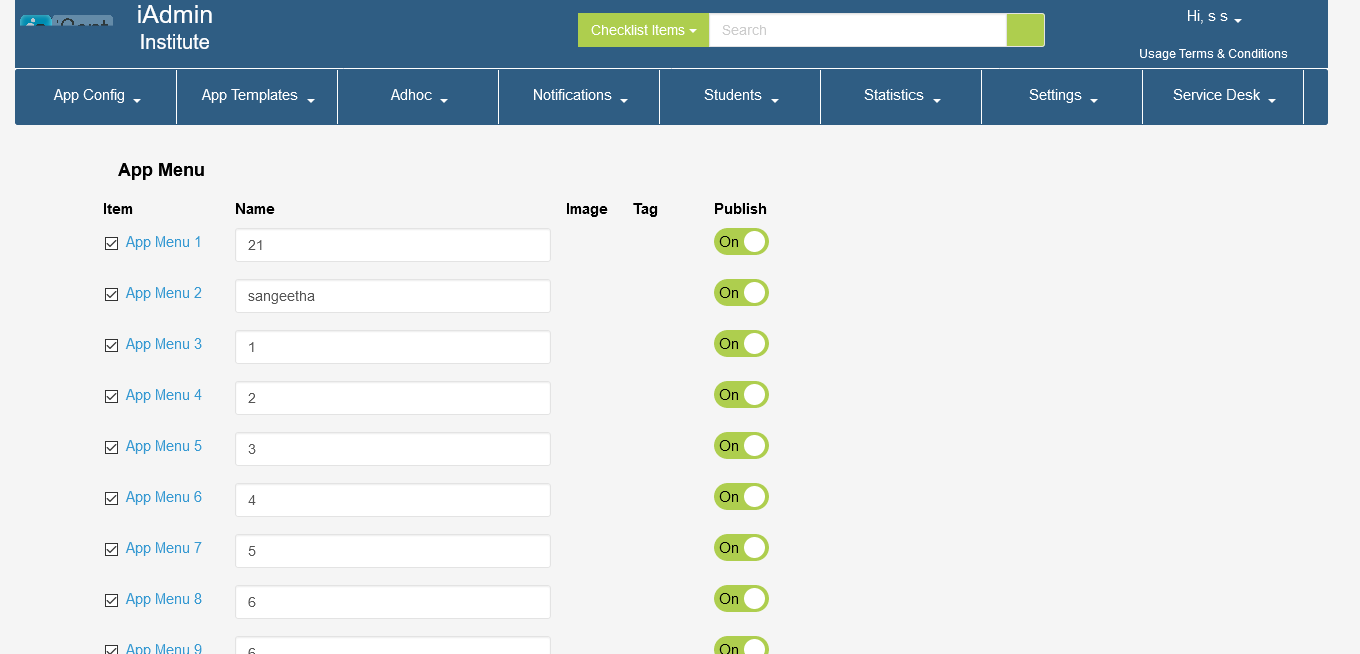 iAdmin
Institute
Checklist Items
Search
Hi, s s
Usage Terms & Conditions
App Config
App Templates
Adhoc
Notifications
Students
Statistics
Settings
Service Desk
App Menu
Item Name Image Tag Publish
App Menu 1 21 On
App Menu 2 sangeetha On
App Menu 3 1 On
App Menu 4 2 On
App Menu 5 3 On
App Menu 6 4 On
App Menu 7 5 On
App Menu 8 6 On
App Menu 9 6 On